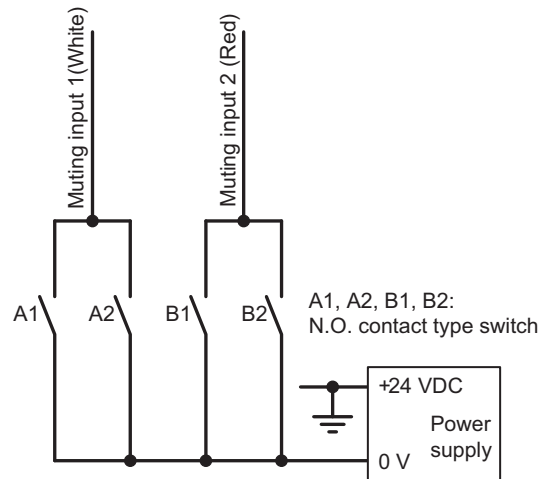 Muting input 1(White)
Muting input 2 (Red)
A1
A2
B1
B2
A1, A2, B1, B2:
N.O. contact type switch
+24 VDC
Power
supply
0 V